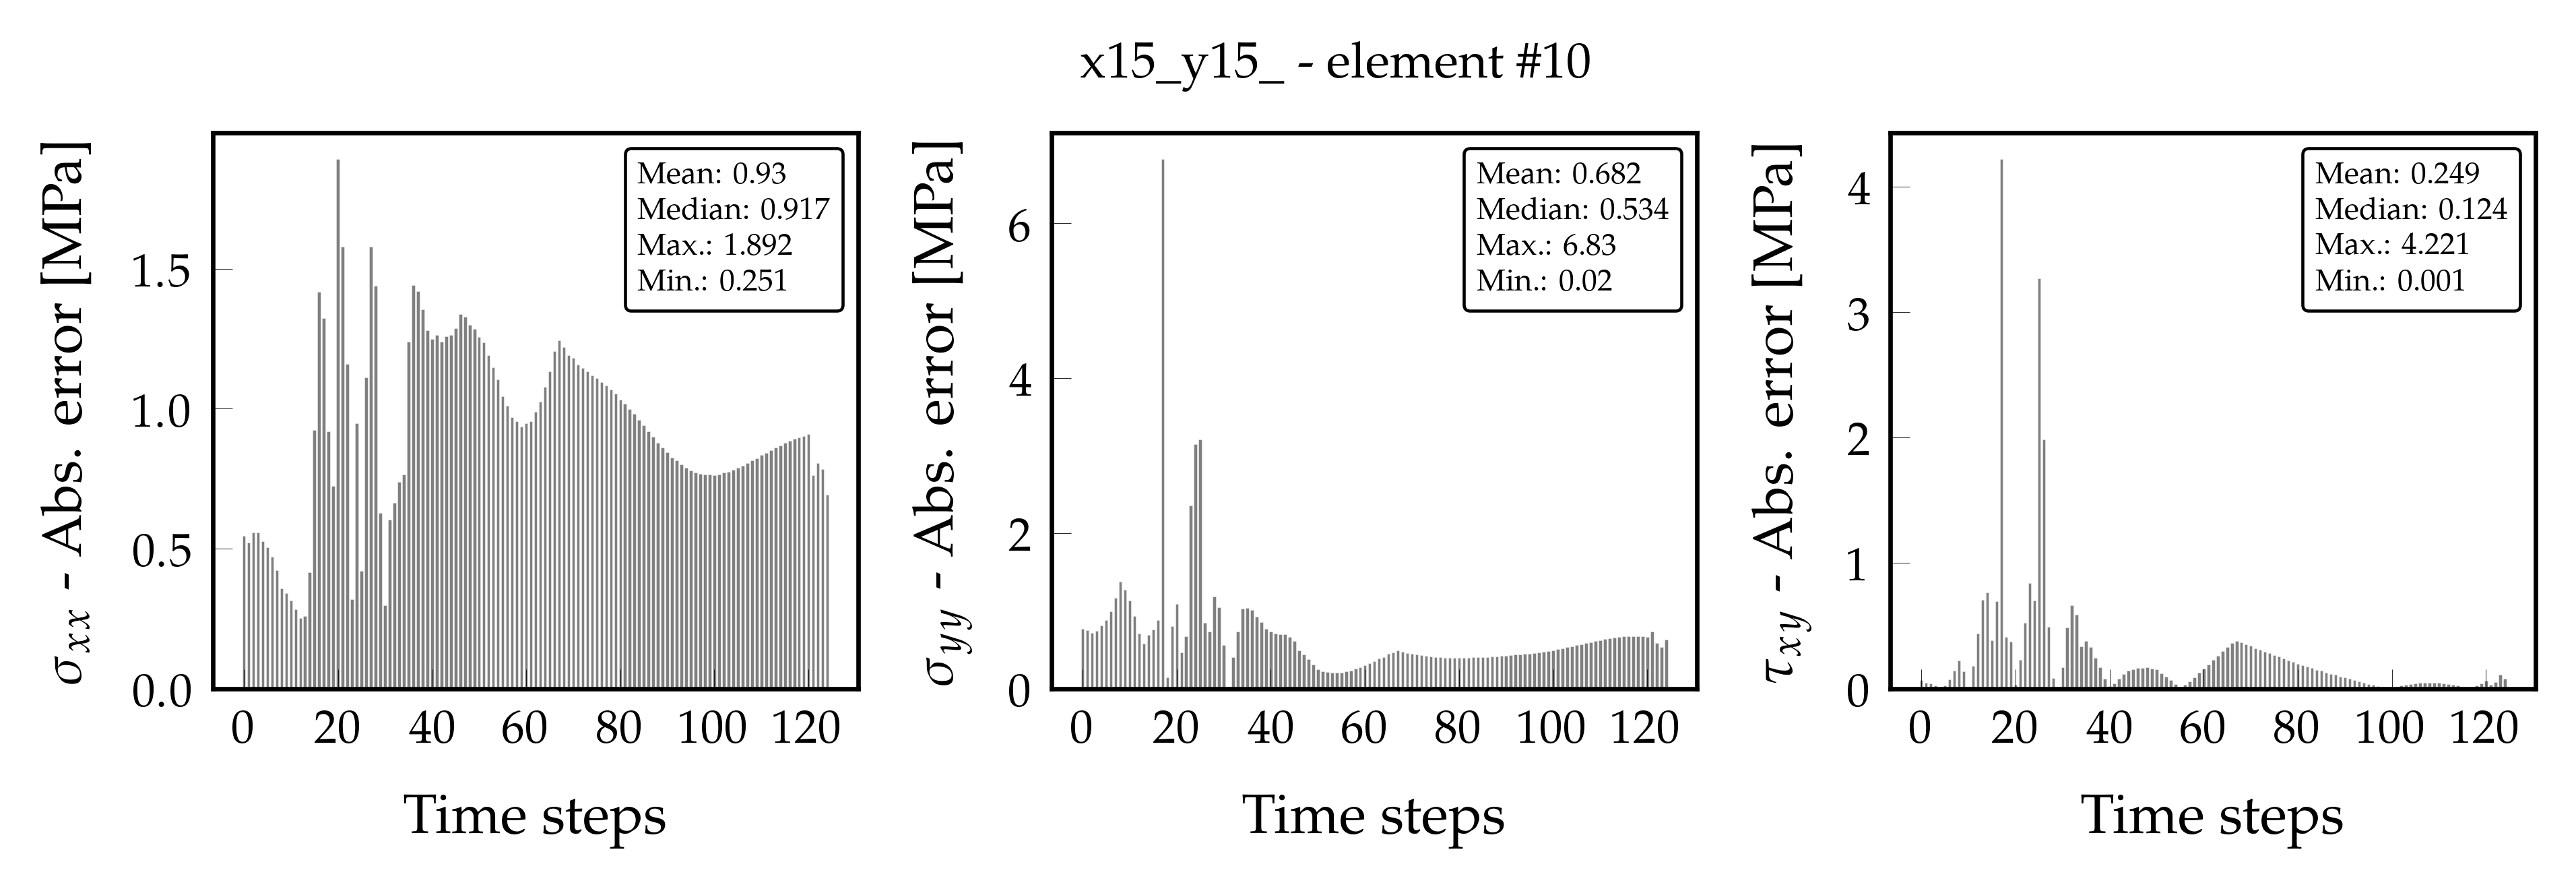 x15_y15_ - element #10
σxx - Abs. error [MPa]
1.5
1.0
0.5
0.0
0 20 40 60 80 100 120
Time steps
Mean: 0.93
Median: 0.917
Max.: 1.892
Min.: 0.251
σyy - Abs. error [MPa]
6
4
2
0
0 20 40 60 80 100 120
Time steps
Mean: 0.682
Median: 0.534
Max.: 6.83
Min.: 0.02
τxy - Abs. error [MPa]
4
3
2
1
0
0 20 40 60 80 100 120
Time steps
Mean: 0.249
Median: 0.124
Max.: 4.221
Min.: 0.001